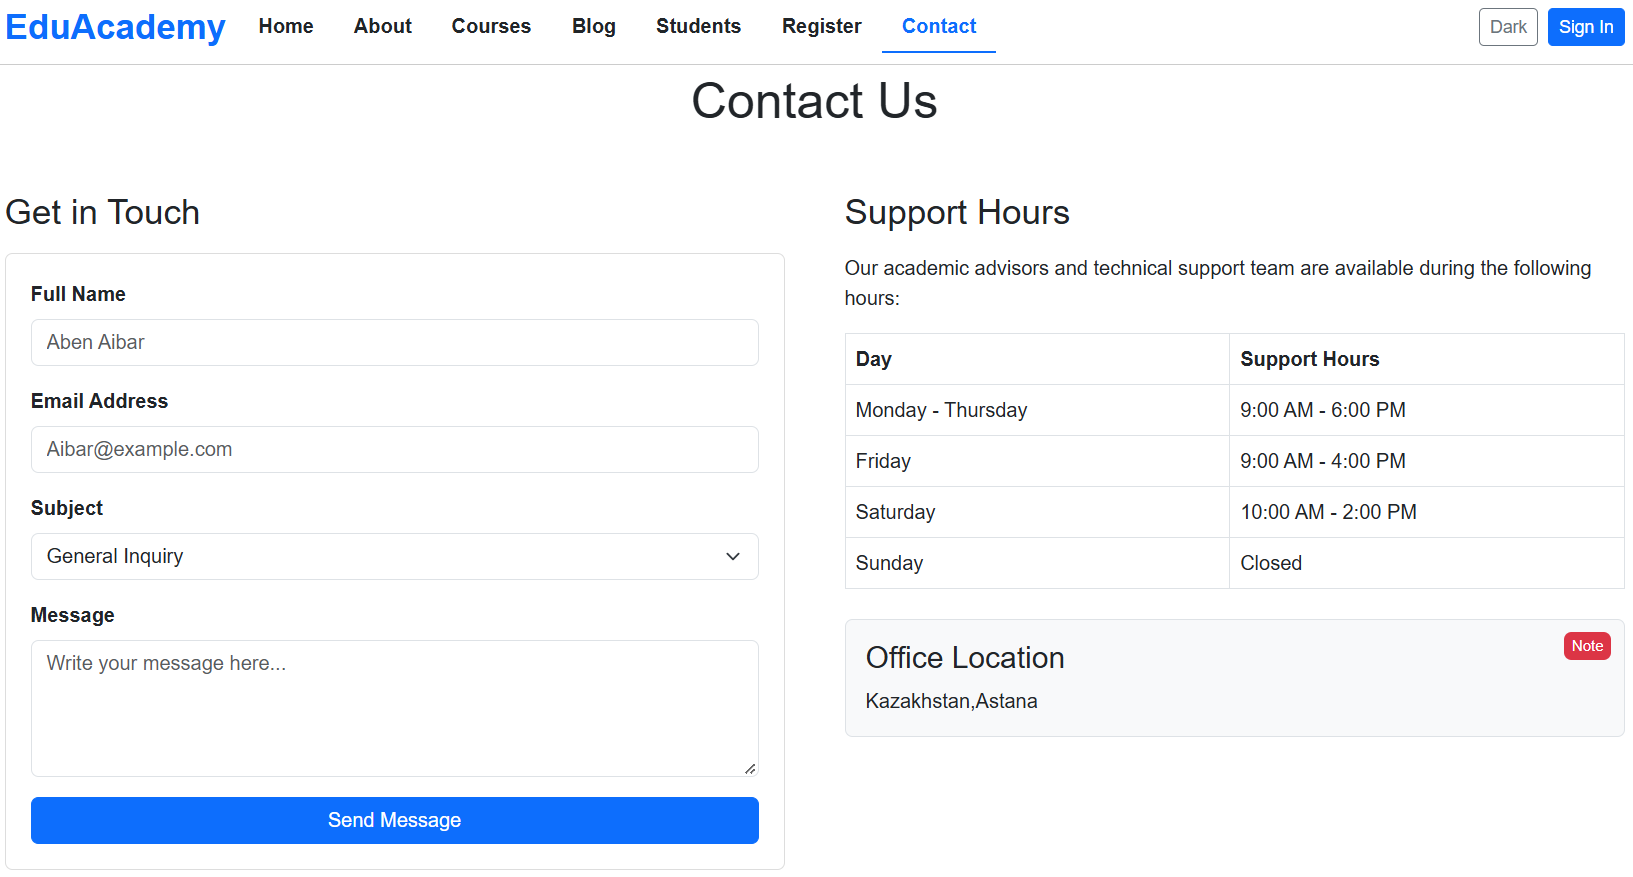 EduAcademy Home About Courses Blog Students Register Contact Dark Sign In
Contact Us
Get in Touch
Full Name
Aben Aibar
Email Address
Aibar@example.com
Subject
General Inquiry
Message
Write your message here...
Send Message
Support Hours
Our academic advisors and technical support team are available during the following
hours:
Day Support Hours
Monday - Thursday 9:00 AM - 6:00 PM
Friday 9:00 AM - 4:00 PM
Saturday 10:00 AM - 2:00 PM
Sunday Closed
Office Location Note
Kazakhstan,Astana